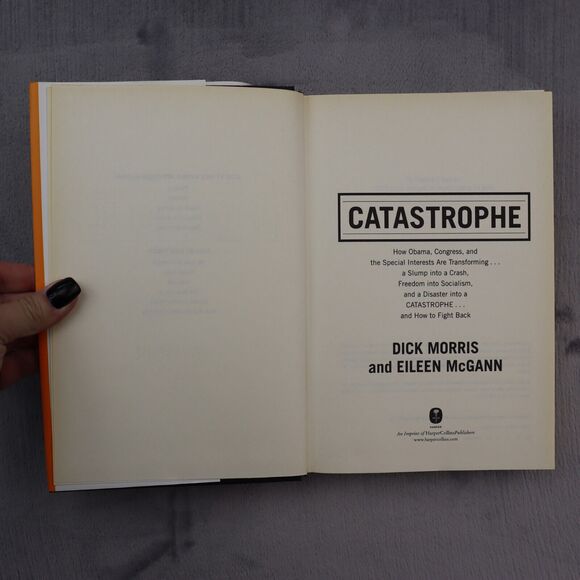 CATASTROPHE
How Obama, Congress, and
the Special Interests Are Transforming . . .
a Slump into a Crash,
Freedom into Socialism,
and a Disaster into a
CATASTROPHE . . .
and How to Fight Back
DICK MORRIS
and EILEEN McGANN
HARPER
An Imprint of HarperCollinsPublishers
www.harpercollins.com